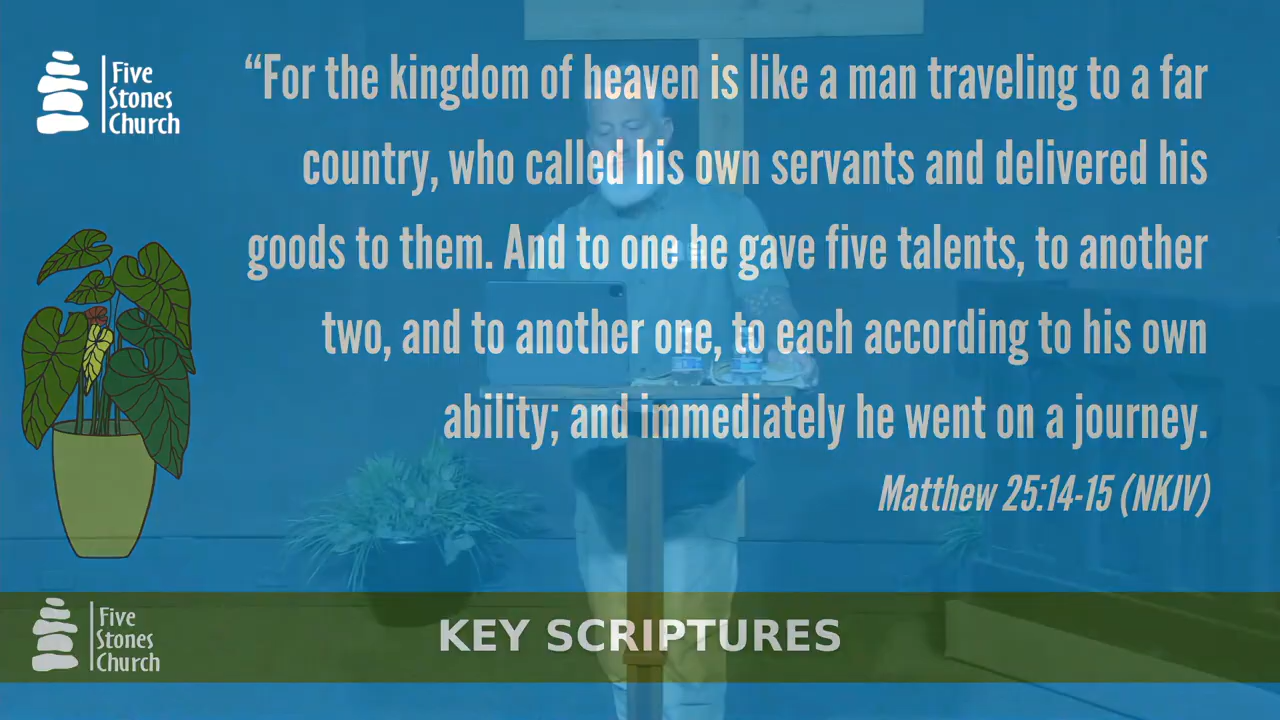 Five
Stones
Church
“For the kingdom of heaven is like a man traveling to a far
country, who called his own servants and delivered his
goods to them. And to one he gave five talents, to another
two, and to another one, to each according to his own
ability; and immediately he went on a journey.
Matthew 25:14-15 (NKJV)
Five
Stones
Church
KEY SCRIPTURES